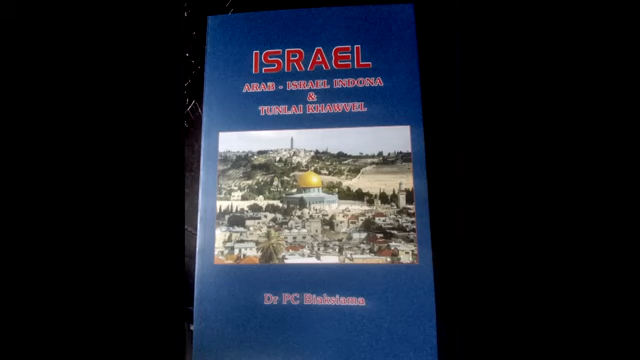 ISRAEL
ARAB - ISRAEL INDONA
&
TUNLAI KHAWVEL
Dr PC Biaksiama